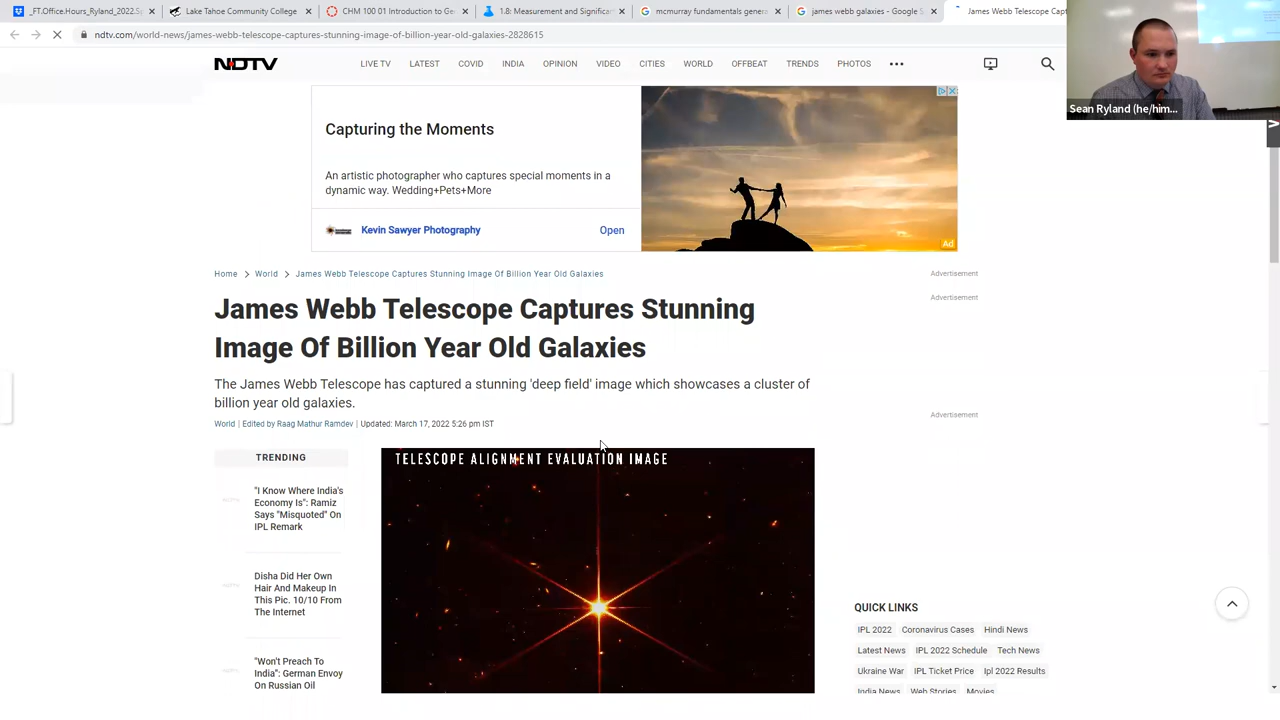 _FT.Office.Hours_Ryland_2022.S
Lake Tahoe Community College
CHM 100 01 Introduction to Ge
1.8: Measurement and Significan
mcmurray fundamentals genera
james webb galaxies - Google S
James Webb Telescope Capt
ndtv.com/world-news/james-webb-telescope-captures-stunning-image-of-billion-year-old-galaxies-2828615
Sean Ryland (he/him...
NDTV
LIVE TV
LATEST
COVID
INDIA
OPINION
VIDEO
CITIES
WORLD
OFFBEAT
TRENDS
PHOTOS
Capturing the Moments
An artistic photographer who captures special moments in a
dynamic way. Wedding+Pets+More
Kevin Sawyer Photography
Open
Ad
Home > World > James Webb Telescope Captures Stunning Image Of Billion Year Old Galaxies
Advertisement
Advertisement
James Webb Telescope Captures Stunning
Image Of Billion Year Old Galaxies
The James Webb Telescope has captured a stunning 'deep field' image which showcases a cluster of
billion year old galaxies.
World | Edited by Raag Mathur Ramdev | Updated: March 17, 2022 5:26 pm IST
Advertisement
TRENDING
"I Know Where India's
Economy Is": Ramiz
Says "Misquoted" On
IPL Remark
Disha Did Her Own
Hair And Makeup In
This Pic. 10/10 From
The Internet
"Won't Preach To
India": German Envoy
On Russian Oil
TELESCOPE ALIGNMENT EVALUATION IMAGE
QUICK LINKS
IPL 2022
Coronavirus Cases
Hindi News
Latest News
IPL 2022 Schedule
Tech News
Ukraine War
IPL Ticket Price
Ipl 2022 Results
India News
Web Stories
Movies